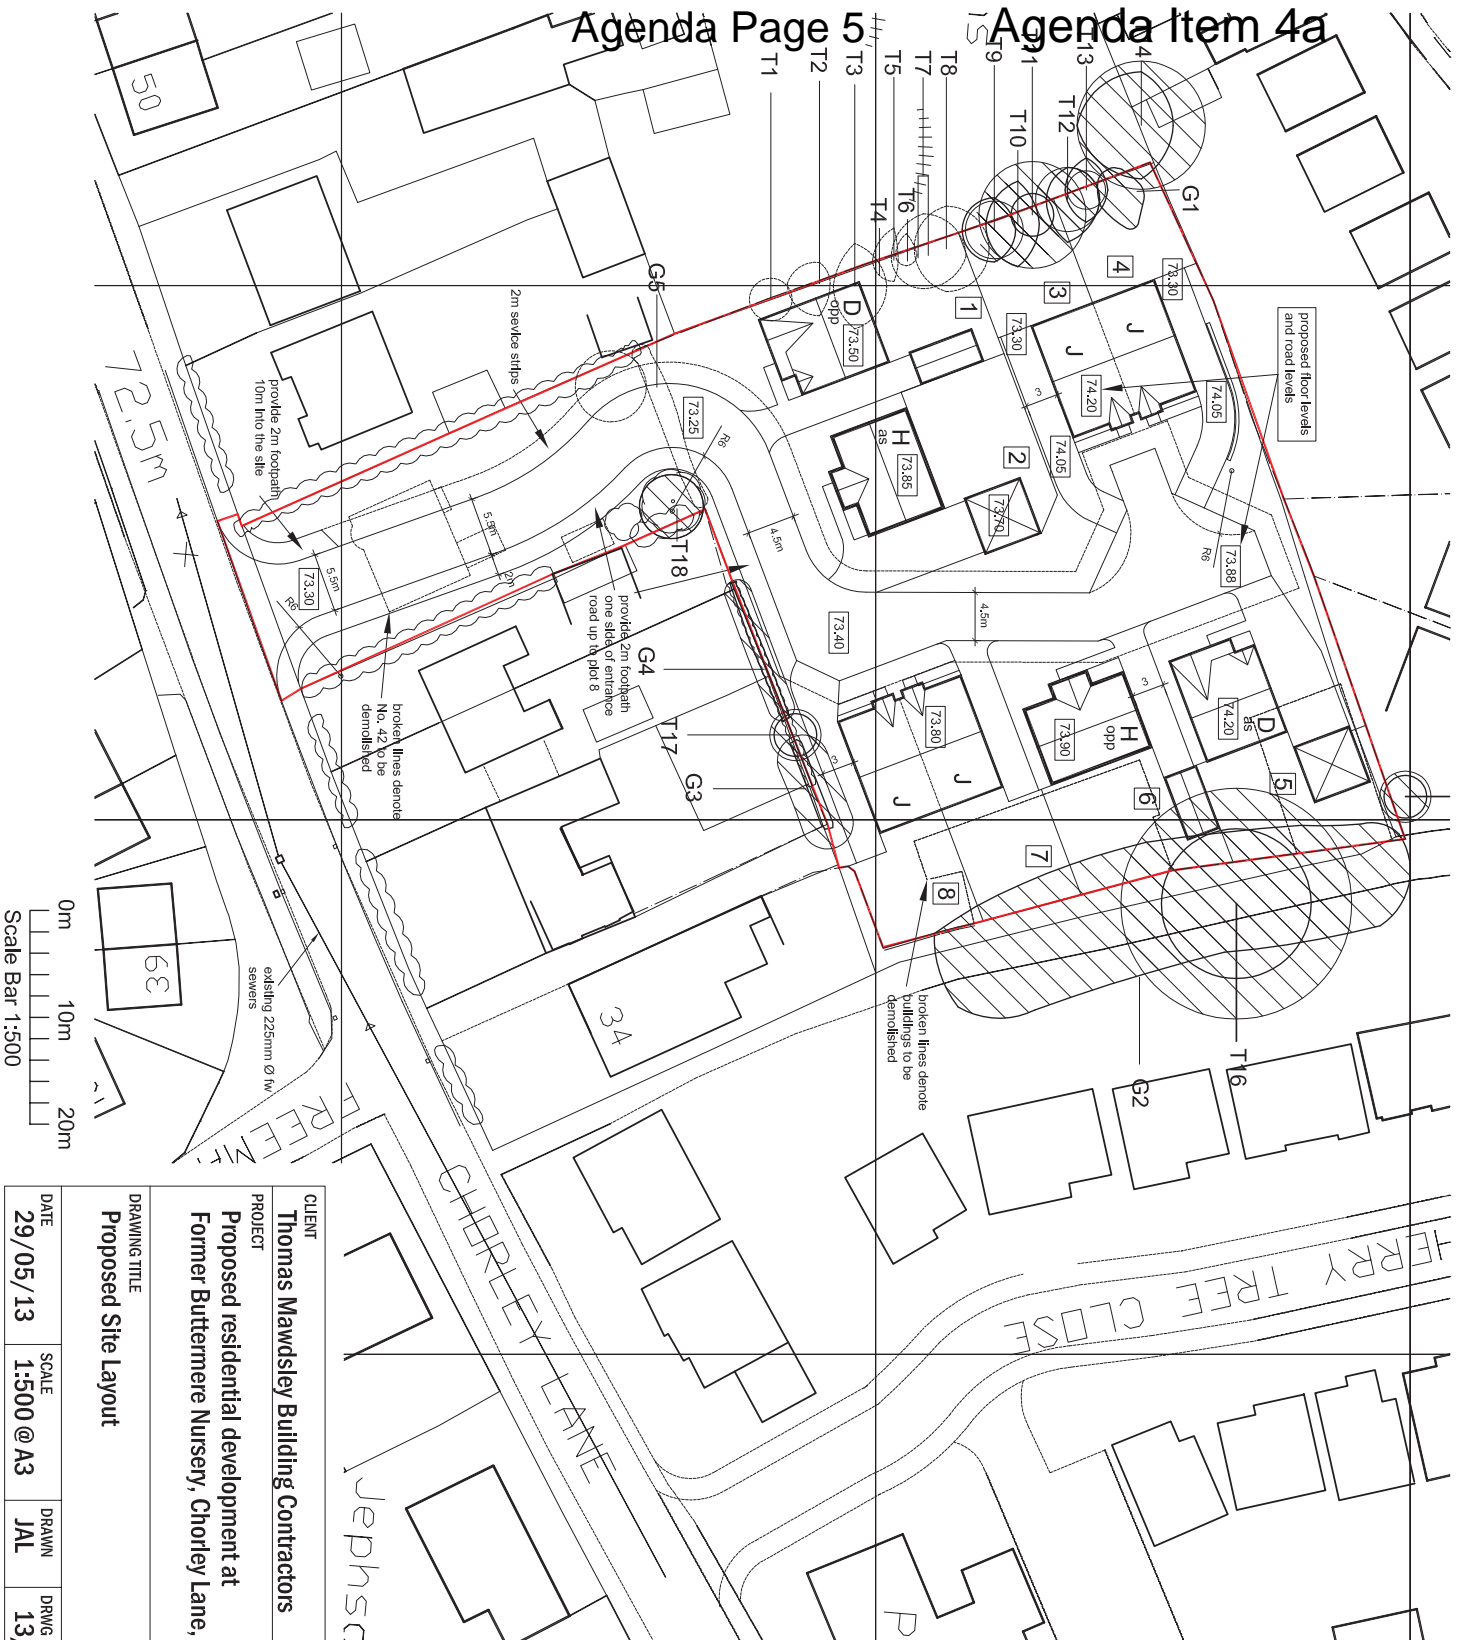 Agenda Page 5
Agenda Item 4a
T1
T2
T3
T5
T7
T8
T9
T13
T12
T10
T6
T4
G1
50
G5
2m sevice strips
provide 2m footpath
10m into the site
72.5m
proposed floor levels
and road levels
73.30
4
3
1
73.30
J
J
74.20
74.05
74.05
2
D
opp
73.50
H
as
73.85
73.70
73.25
R6
4.5m
5.5m
5.5m
2m
73.30
R6
T18
provide 2m footpath
one side of entrance
road up to plot 8
G4
T17
G3
3
3
3
73.40
4.5m
R6
73.88
73.80
J
J
H
opp
73.90
D
as
74.20
5
6
7
8
broken lines denote
No. 42 to be
demolished
broken lines denote
buildings to be
demolished
T16
G2
34
39
existing 225mm Ø fw
sewers
0m
10m
20m
Scale Bar 1:500
CHORLEY LANE
TREE CLOSE
CLIENT
Thomas Mawdsley Building Contractors
PROJECT
Proposed residential development at
Former Buttermere Nursery, Chorley Lane,
DRAWING TITLE
Proposed Site Layout
DATE
29/05/13
SCALE
1:500@A3
DRAWN
JAL
DRWG
13